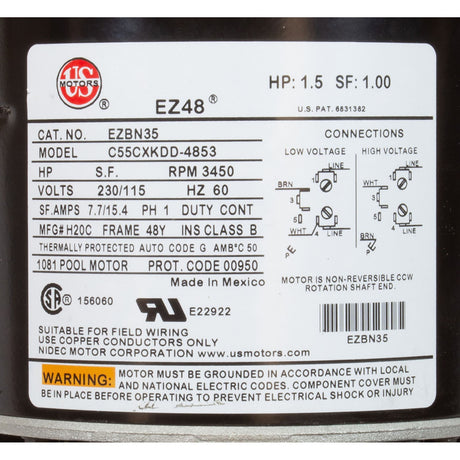 US
MOTORS
®
EZ48®
HP: 1.5 SF: 1.00
U.S. PAT. 6831382
CAT. NO. EZBN35
MODEL C55CXKDD-4853
HP S.F. RPM 3450
VOLTS 230/115 HZ 60
SF.AMPS 7.7/15.4 PH 1 DUTY CONT
MFG# H20C FRAME 48Y INS CLASS B
THERMALLY PROTECTED AUTO CODE G AMB°C 50
1081 POOL MOTOR PROT. CODE 00950
Made in Mexico
CONNECTIONS
LOW VOLTAGE HIGH VOLTAGE
LINE LINE
BRN WHT
WHT BRN
LINE LINE
MOTOR IS NON-REVERSIBLE CCW
ROTATION SHAFT END.
SA ® 156060
UR E22922
EZBN35
SUITABLE FOR FIELD WIRING
USE COPPER CONDUCTORS ONLY
NIDEC MOTOR CORPORATION www.usmotors.com
WARNING: MOTOR MUST BE GROUNDED IN ACCORDANCE WITH LOCAL
AND NATIONAL ELECTRIC CODES. COMPONENT COVER MUST
BE IN PLACE BEFORE OPERATING TO PREVENT ELECTRICAL SHOCK OR INJURY